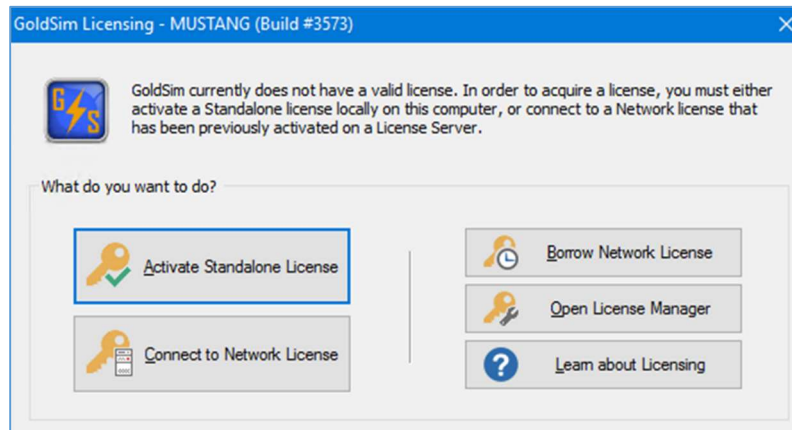 GoldSim Licensing - MUSTANG (Build #3573)
GoldSim currently does not have a valid license. In order to acquire a license, you must either
activate a Standalone license locally on this computer, or connect to a Network license that
has been previously activated on a License Server.
G
S
What do you want to do?
Activate Standalone License
Connect to Network License
Borrow Network License
Open License Manager
?
Learn about Licensing